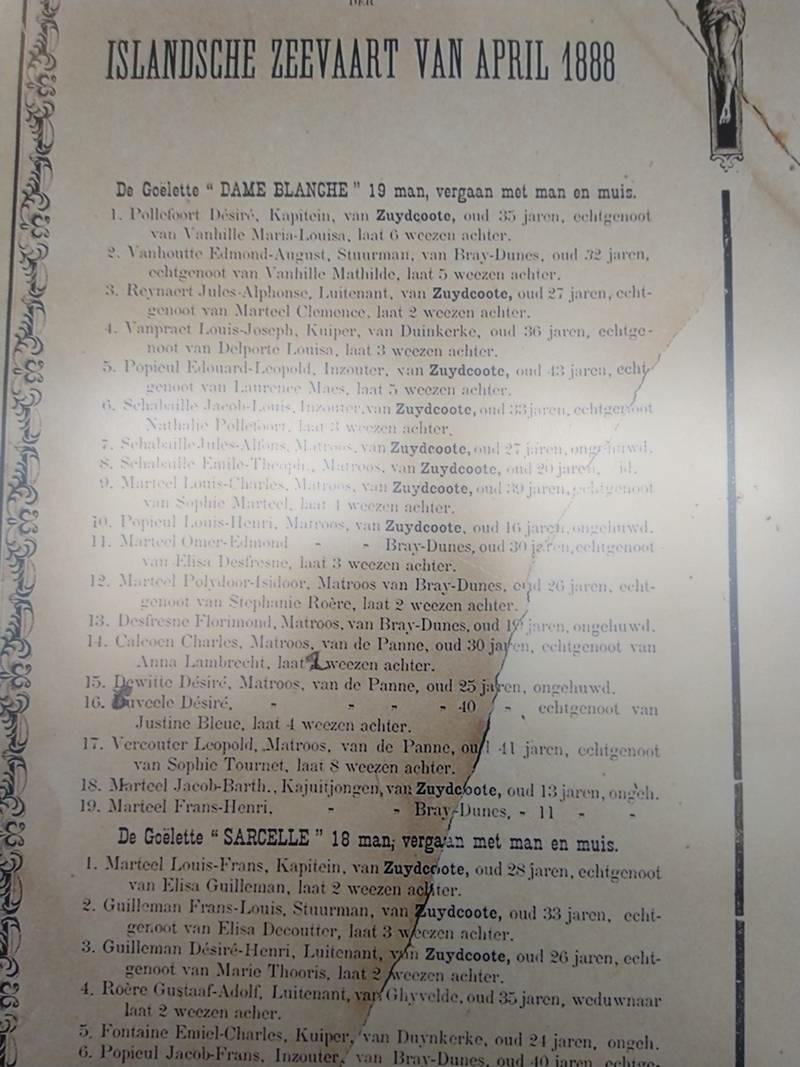 DER
ISLANDSCHE ZEEVAART VAN APRIL 1888
De Goëlette “ DAME BLANCHE ” 19 man, vergaan met man en muis.
1. Pollefoort Désiré, Kapitein, van Zuydcoote, oud 35 jaren, echtgenoot
van Vanhille Maria-Louisa, laat 6 weezen achter.
2. Vanhoutte Edmond-August, Stuurman, van Bray-Dunes, oud 32 jaren,
echtgenoot van Vanhille Mathilde, laat 5 weezen achter.
3. Reynaert Jules-Alphonse, Luitenant, van Zuydcoote, oud 27 jaren, echt-
genoot van Marteel Clemence, laat 2 weezen achter.
4. Vanpraet Louis-Joseph, Kuiper, van Duinkerke, oud 36 jaren, echtge-
noot van Delporte Louisa, laat 3 weezen achter.
5. Popieul Edouard-Leopold, Inzouter, van Zuydcoote, oud 43 jaren, echt-
genoot van Laurence Maes, laat 5 weezen achter.
6. Schabaille Jacob-Louis, Inzouter, van Zuydcoote, oud 33 jaren, echtgenoot
Nathalie Pollefoort, laat 3 weezen achter.
7. Schabaille Jules-Alfons, Matroos, van Zuydcoote, oud 27 jaren, ongehuwd.
8. Schabaille Emile-Theoph., Matroos, van Zuydcoote, oud 20 jaren, id.
9. Marteel Louis-Charles, Matroos, van Zuydcoote, oud 39 jaren, echtgenoot
van Sophie Marteel, laat 4 weezen achter.
10. Popieul Louis-Henri, Matroos, van Zuydcoote, oud 16 jaren, ongehuwd.
11. Marteel Omer-Edmond - - Bray-Dunes, oud 30 jaren, echtgenoot
van Elisa Desfresne, laat 3 weezen achter.
12. Marteel Polydoor-Isidoor, Matroos van Bray-Dunes, oud 26 jaren, echt-
genoot van Stephanie Roère, laat 2 weezen achter.
13. Desfresne Florimond, Matroos, van Bray-Dunes, oud jaren, ongehuwd.
14. Calcoen Charles, Matroos, van de Panne, oud 30 jaren, echtgenoot van
Anna Lambrecht, laat weezen achter.
15. Dewitte Désiré, Matroos, van de Panne, oud 25 jaren, ongehuwd.
16. Désiré, - - - - 40 - , echtgenoot van
Justine Bleue, laat 4 weezen achter.
17. Vercouter Leopold, Matroos, van de Panne, oud 41 jaren, echtgenoot
van Sophie Tournet, laat 8 weezen achter.
18. Marteel Jacob-Barth., Kajuitjongen, van Zuydcoote, oud 13 jaren, ongeh.
19. Marteel Frans-Henri, - - Bray-Dunes, - 11 - -
De Goëlette “ SARCELLE ” 18 man, vergaan met man en muis.
1. Marteel Louis-Frans, Kapitein, van Zuydcoote, oud 28 jaren, echtgenoot
van Elisa Guilleman, laat 2 weezen achter.
2. Guilleman Frans-Louis, Stuurman, van Zuydcoote, oud 33 jaren, echt-
genoot van Elisa Decoutter, laat 3 weezen achter.
3. Guilleman Désiré-Henri, Luitenant, van Zuydcoote, oud 26 jaren, echt-
genoot van Marie Thooris, laat 2 weezen achter.
4. Roère Gustaaf-Adolf, Luitenant, van Ghyvelde, oud 35 jaren, weduwnaar
laat 2 weezen acher.
5. Fontaine Emiel-Charles, Kuiper, van Duynkerke, oud 24 jaren, ongeh.
6. Popieul Jacob-Frans, Inzouter, van Bray-Dunes, oud 40 jaren echtge-